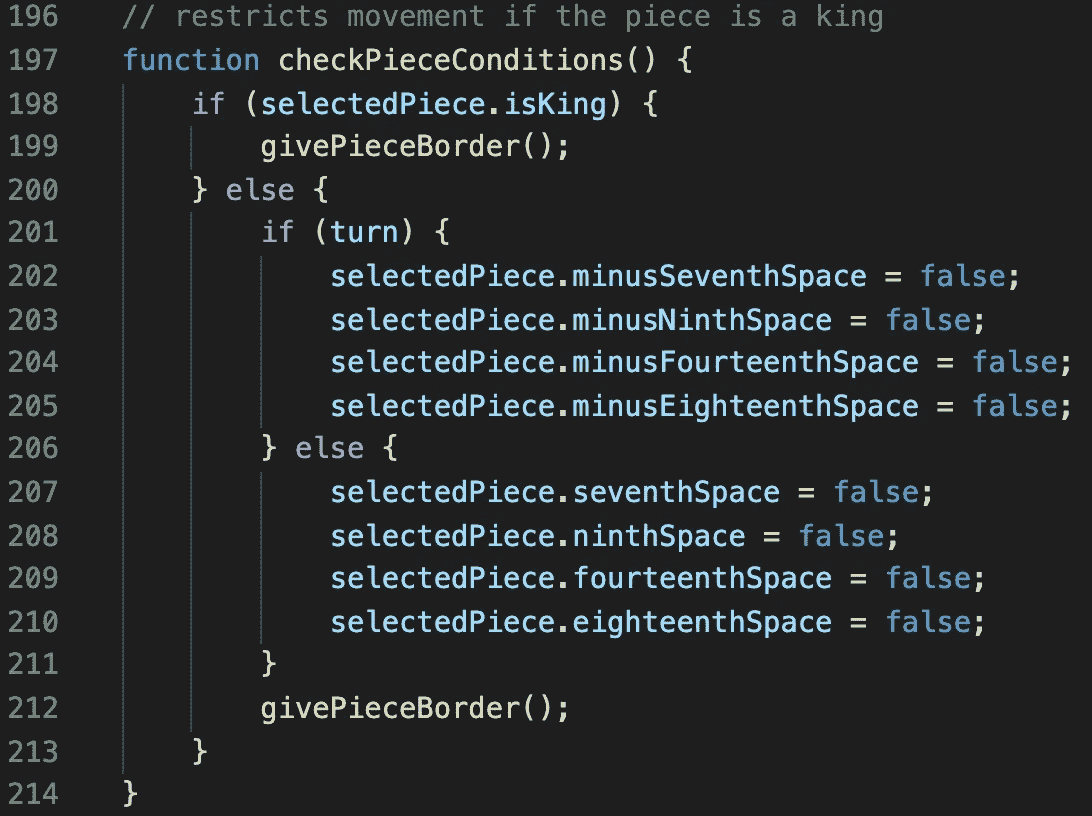 196 // restricts movement if the piece is a king
197 function checkPieceConditions() {
198 if (selectedPiece.isKing) {
199 givePieceBorder();
200 } else {
201 if (turn) {
202 selectedPiece.minusSeventhSpace = false;
203 selectedPiece.minusNinthSpace = false;
204 selectedPiece.minusFourteenthSpace = false;
205 selectedPiece.minusEighteenthSpace = false;
206 } else {
207 selectedPiece.seventhSpace = false;
208 selectedPiece.ninthSpace = false;
209 selectedPiece.fourteenthSpace = false;
210 selectedPiece.eighteenthSpace = false;
211 }
212 givePieceBorder();
213 }
214 }